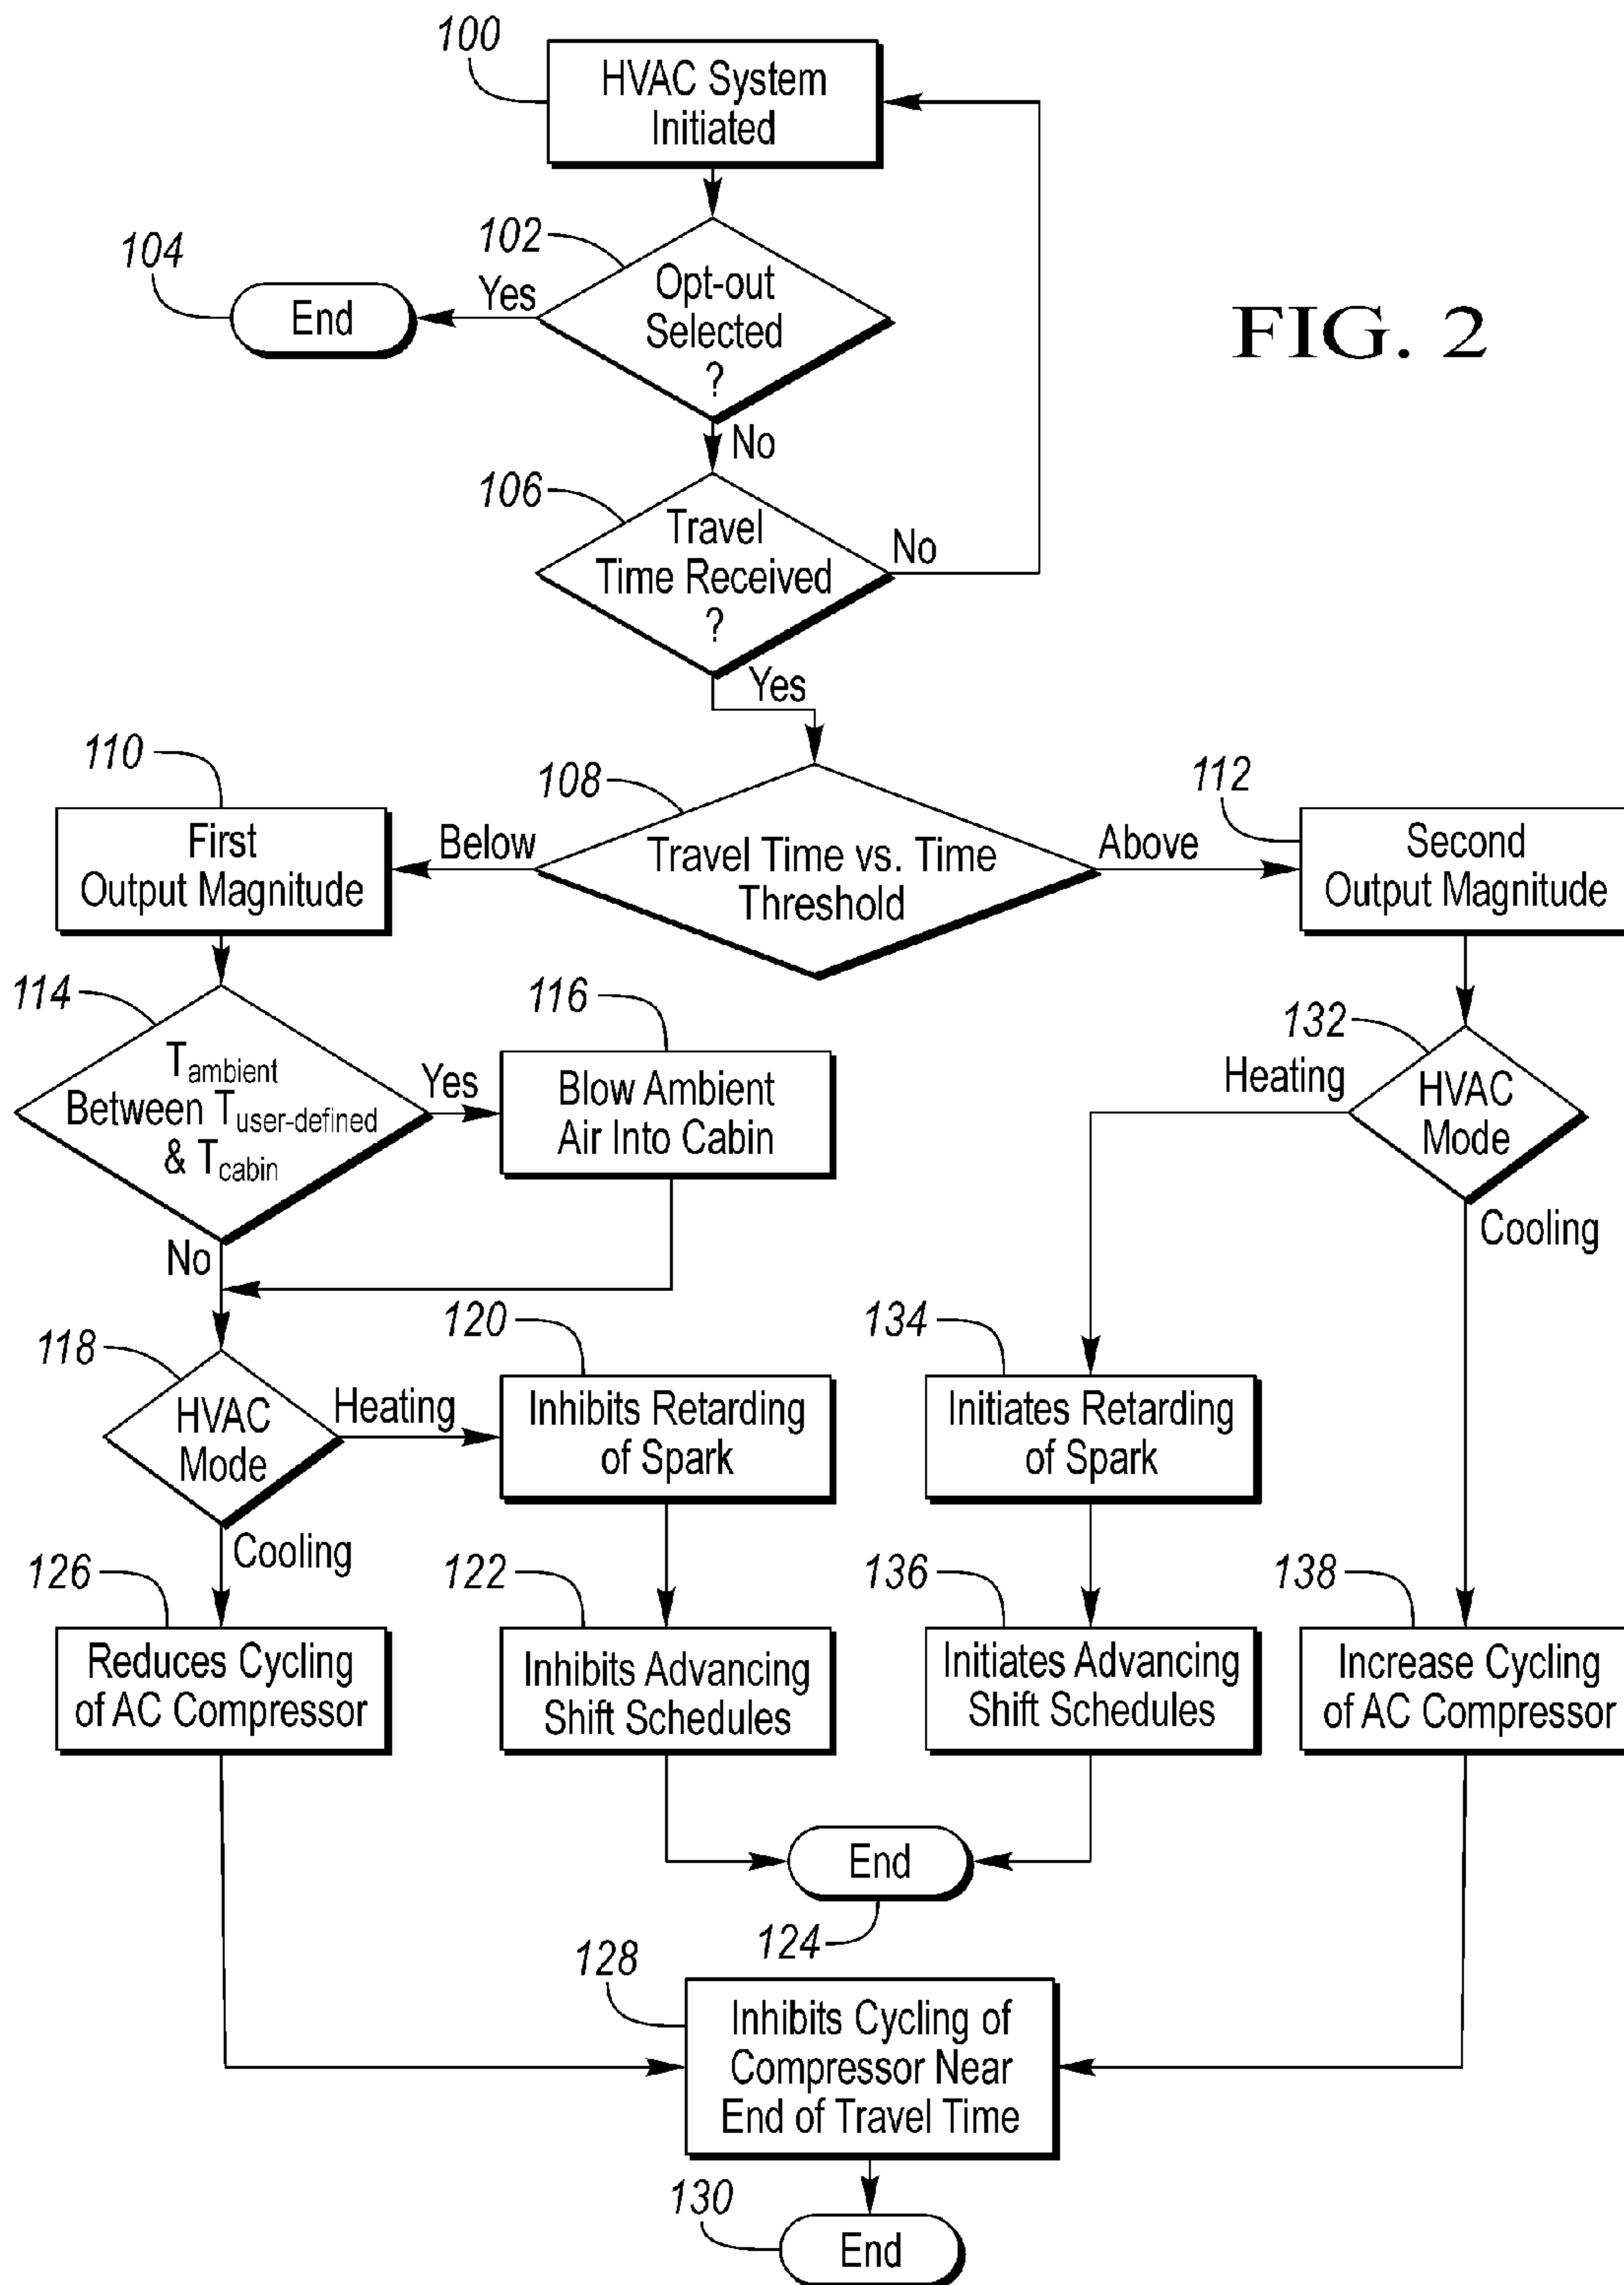 100
HVAC System
Initiated
102
104
Opt-out
Selected
?
Yes
End
FIG. 2
No
106
Travel
Time Received
?
No
Yes
110
108
112
First
Output Magnitude
Below
Travel Time vs. Time
Threshold
Above
Second
Output Magnitude
114
116
132
T ambient
Between T user-defined
& T cabin
Yes
Blow Ambient
Air Into Cabin
Heating
HVAC
Mode
Cooling
No
118
120
134
HVAC
Mode
Heating
Inhibits Retarding
of Spark
Initiates Retarding
of Spark
Cooling
126
122
136
138
Reduces Cycling
of AC Compressor
Inhibits Advancing
Shift Schedules
Initiates Advancing
Shift Schedules
Increase Cycling
of AC Compressor
End
124
128
Inhibits Cycling of
Compressor Near
End of Travel Time
130
End